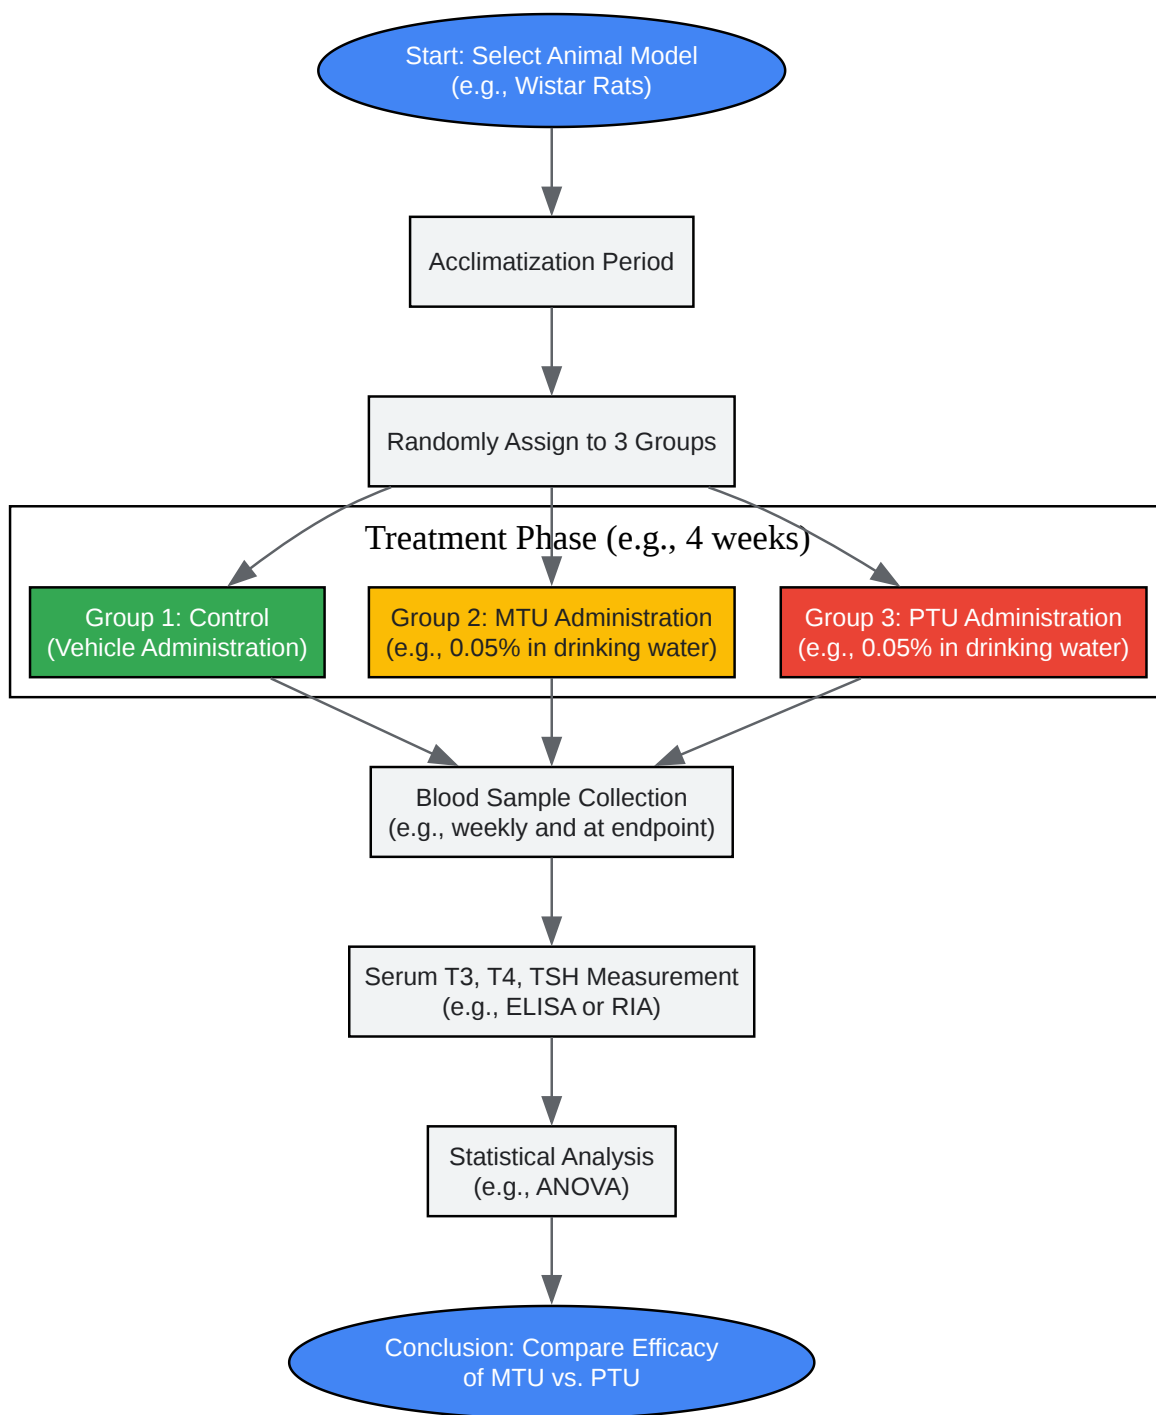 Start: Select Animal Model
(e.g., Wistar Rats)
Acclimatization Period
Randomly Assign to 3 Groups
Treatment Phase (e.g., 4 weeks)
Group 1: Control
(Vehicle Administration)
Group 2: MTU Administration
(e.g., 0.05% in drinking water)
Group 3: PTU Administration
(e.g., 0.05% in drinking water)
Blood Sample Collection
(e.g., weekly and at endpoint)
Serum T3, T4, TSH Measurement
(e.g., ELISA or RIA)
Statistical Analysis
(e.g., ANOVA)
Conclusion: Compare Efficacy
of MTU vs. PTU